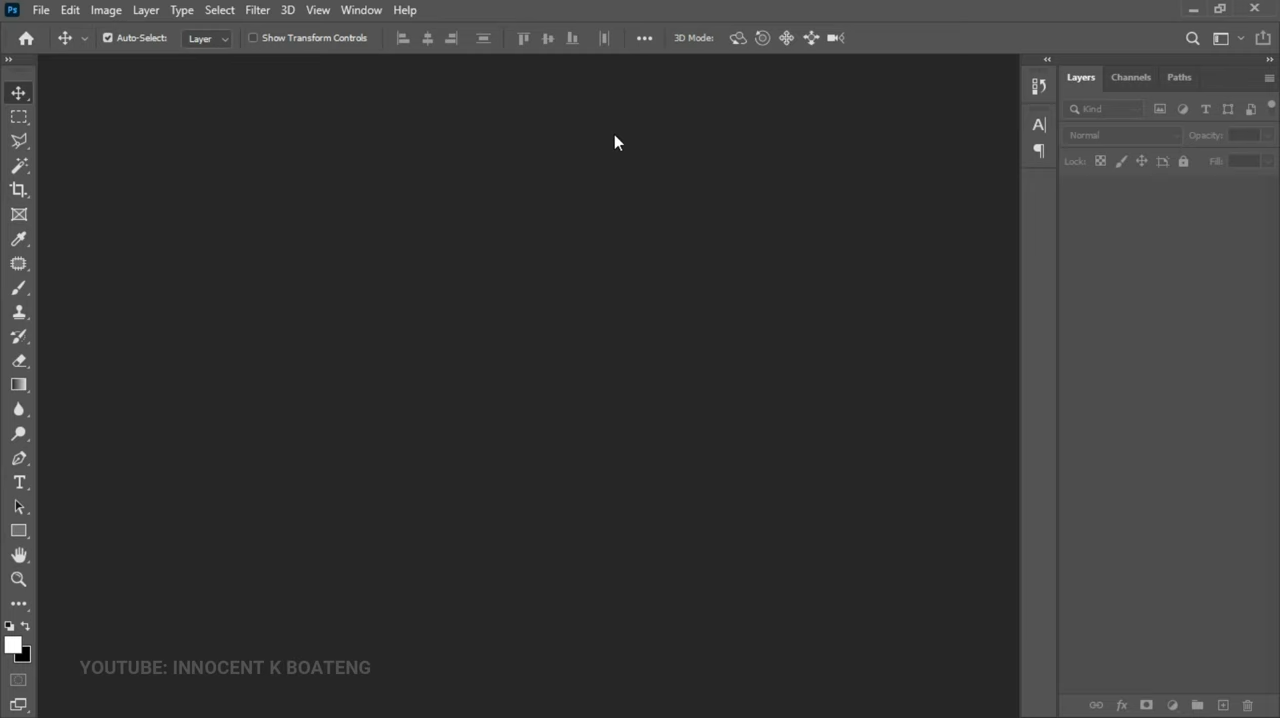 Ps File Edit Image Layer Type Select Filter 3D View Window Help
Auto-Select: Layer Show Transform Controls 3D Mode:
Layers Channels Paths
Kind
Normal Opacity:
Lock: Fill:
YOUTUBE: INNOCENT K BOATENG